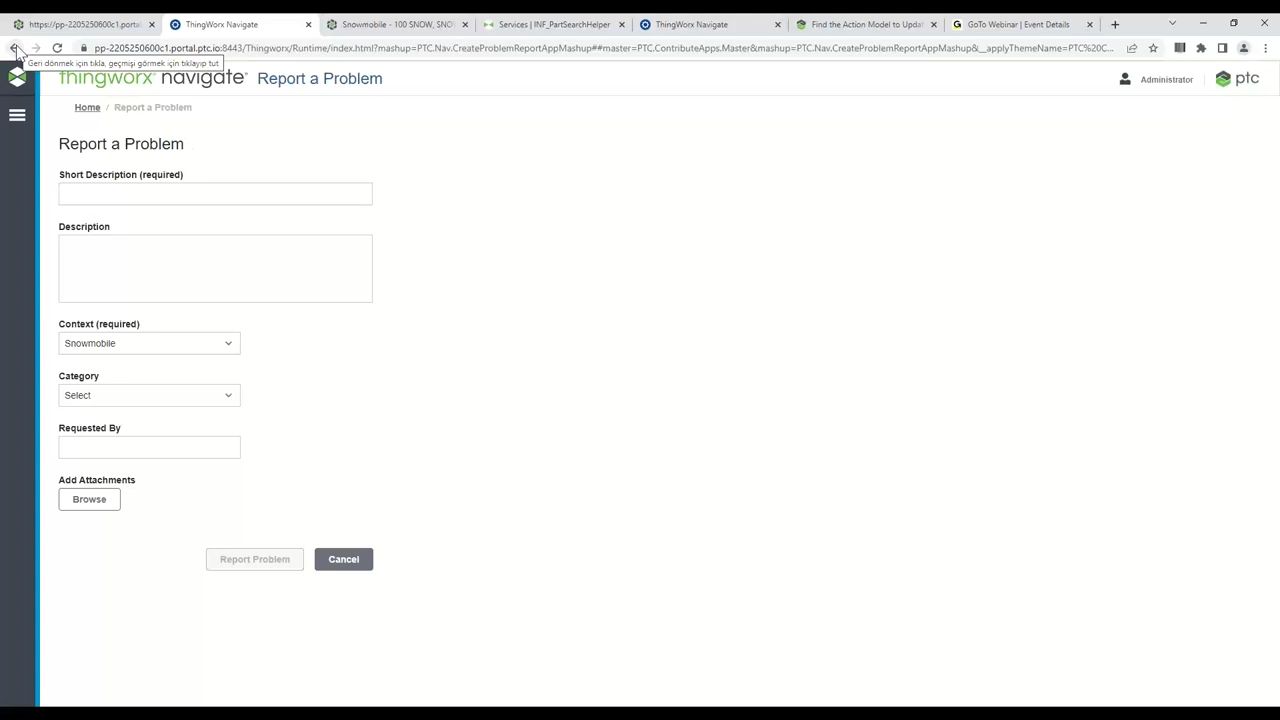 https://pp-2205250600c1.portal.
ThingWorx Navigate
Snowmobile - 100 SNOW, SNO
Services | INF_PartSearchHelper
ThingWorx Navigate
Find the Action Model to Updat
GoTo Webinar | Event Details
pp-2205250600c1.portal.ptc.io:8443/Thingworx/Runtime/index.html?mashup=PTC.Nav.CreateProblemReportAppMashup##master=PTC.ContributeApps.Master&mashup=PTC.Nav.CreateProblemReportAppMashup&__applyThemeName=PTC%20C...
Geri dönmek için tıkla, geçmişi görmek için tıklayıp tut
thingworx® navigate® Report a Problem
Administrator
ptc
Home / Report a Problem
Report a Problem
Short Description (required)
Description
Context (required)
Snowmobile
Category
Select
Requested By
Add Attachments
Browse
Report Problem
Cancel